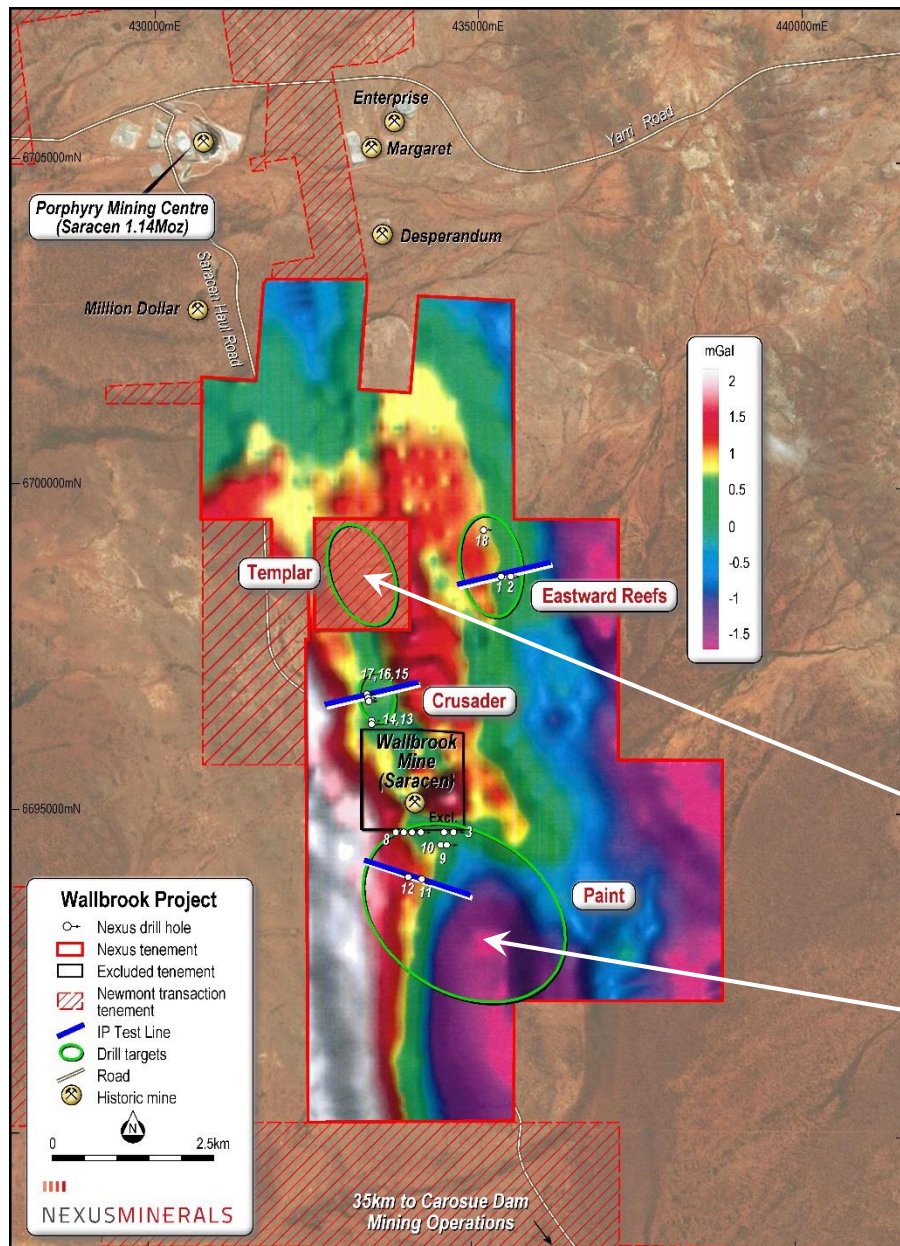 430000mE
435000mE
440000mE
Enterprise
Yarri Road
Margaret
6705000mN
Porphyry Mining Centre
(Saracen 1.14Moz)
Desperandum
Saracen Haul Road
Million Dollar
mGal
2
1.5
1
0.5
0
-0.5
-1
-1.5
6700000mN
18
Templar
1 2
Eastward Reefs
17,16,15
Crusader
14,13
Wallbrook
Mine
(Saracen)
6695000mN
Excl.
8
3
10
9
12
11
Paint
Wallbrook Project
Nexus drill hole
Nexus tenement
Excluded tenement
Newmont transaction
tenement
IP Test Line
Drill targets
Road
Historic mine
N
0
2.5km
NEXUSMINERALS
35km to Carosue Dam
Mining Operations